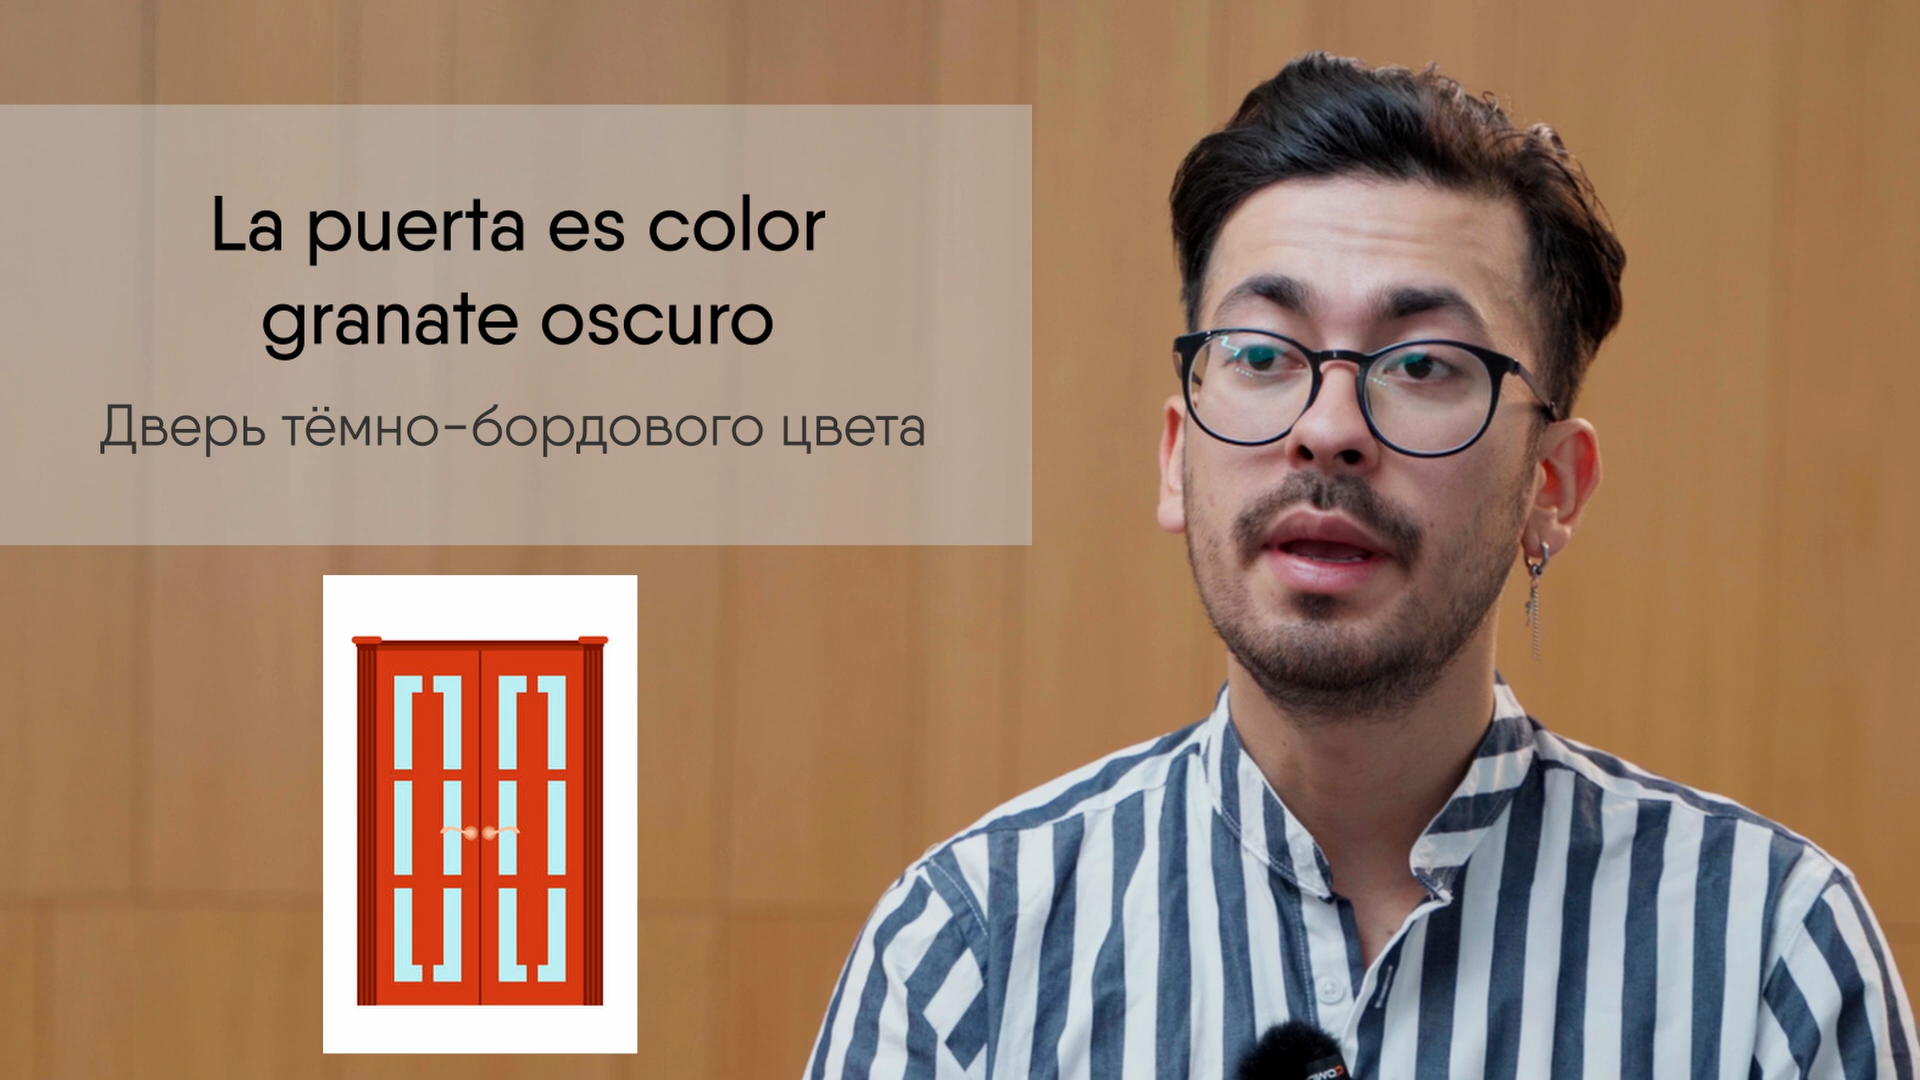 La puerta es color
granate oscuro
Дверь тёмно-бордового цвета